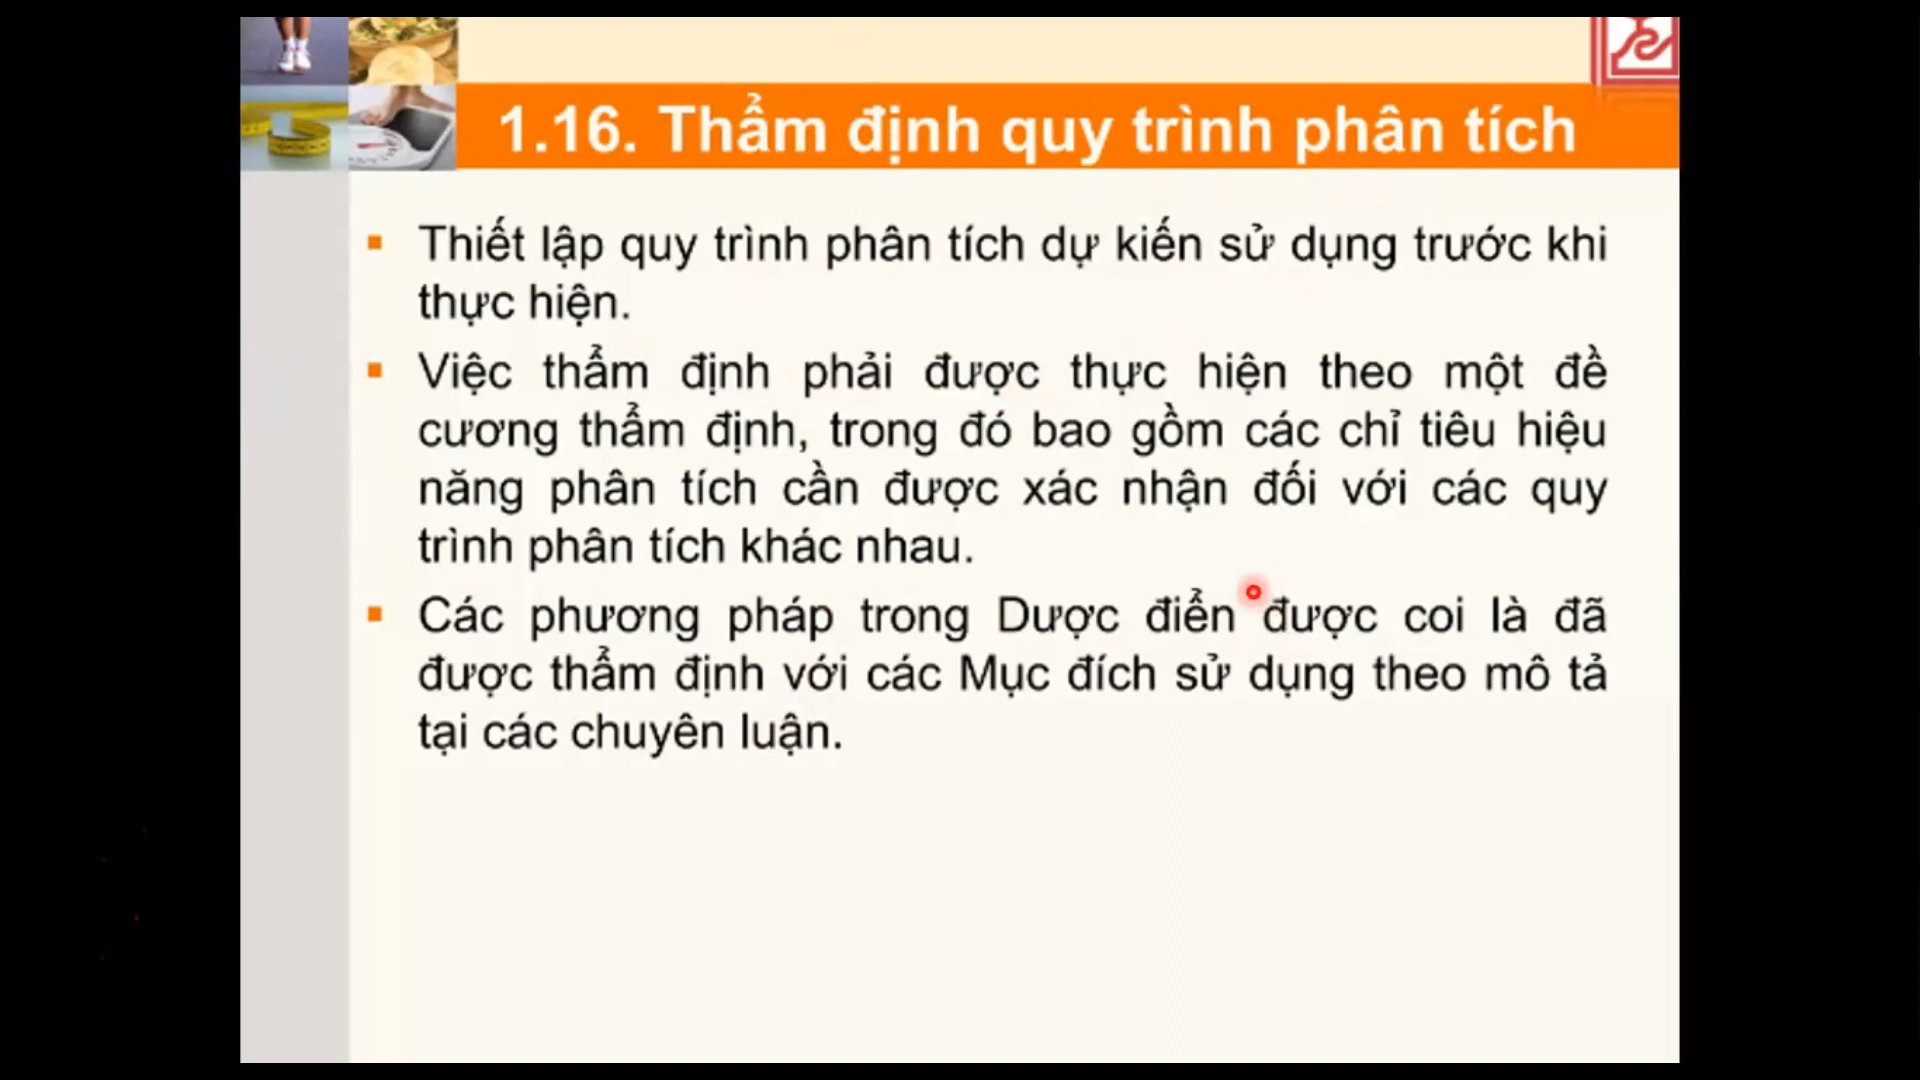 1.16. Thẩm định quy trình phân tích
Thiết lập quy trình phân tích dự kiến sử dụng trước khi
thực hiện.
Việc thẩm định phải được thực hiện theo một đề
cương thẩm định, trong đó bao gồm các chỉ tiêu hiệu
năng phân tích cần được xác nhận đối với các quy
trình phân tích khác nhau.
Các phương pháp trong Dược điển được coi là đã
được thẩm định với các Mục đích sử dụng theo mô tả
tại các chuyên luận.